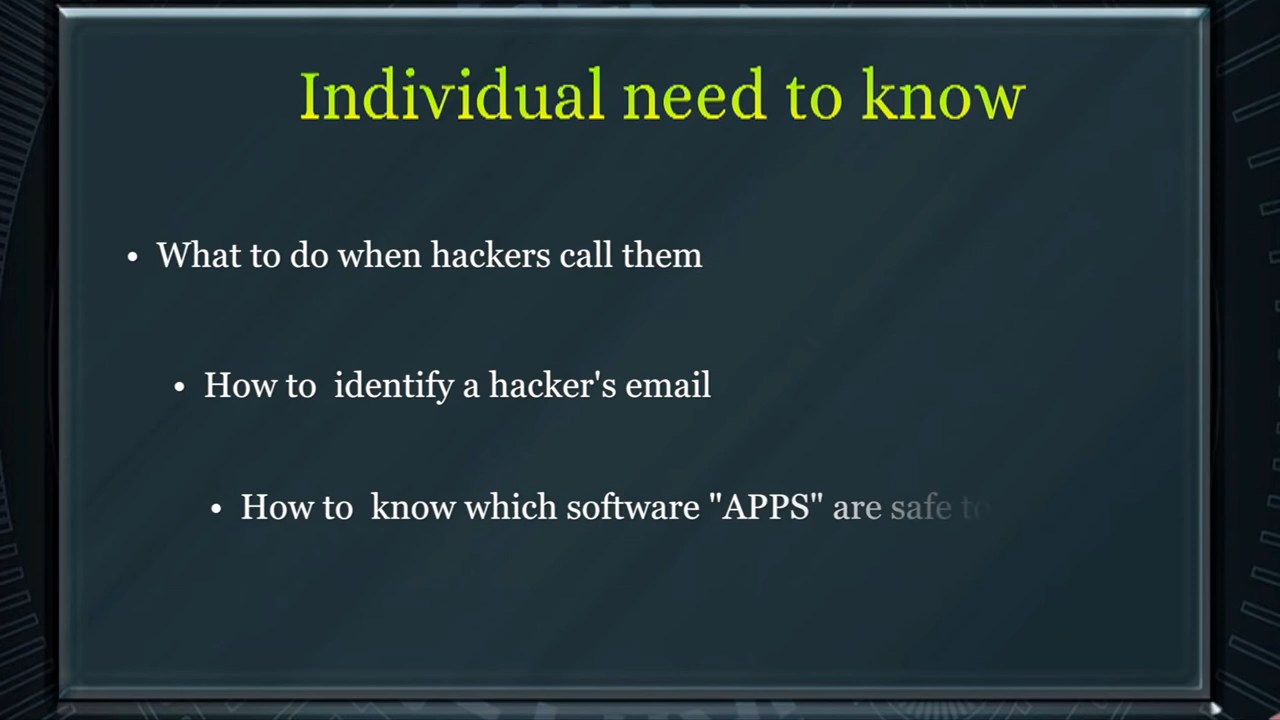 Individual need to know
• What to do when hackers call them
• How to  identify a hacker's email
• How to  know which software "APPS" are safe to